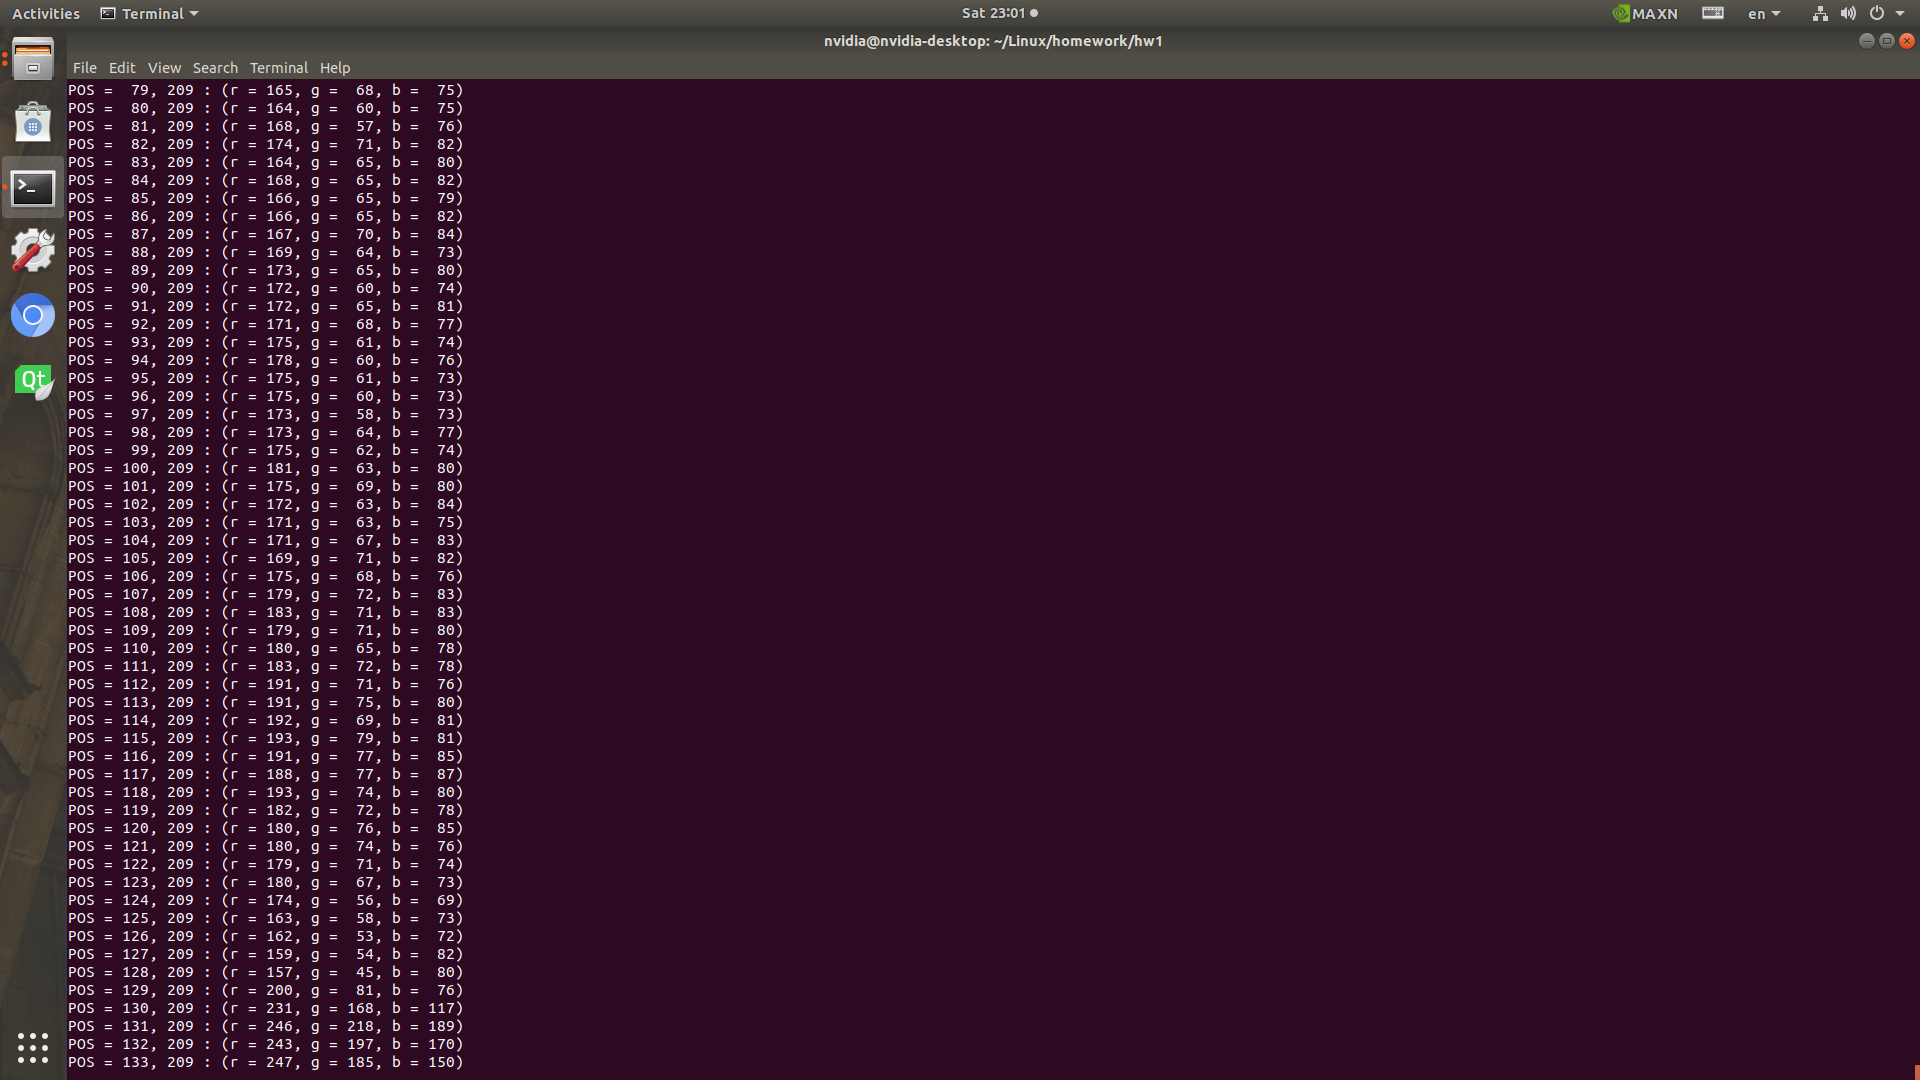 Activities Terminal Sat 23:01 MAXN en
nvidia@nvidia-desktop: ~/Linux/homework/hw1
File Edit View Search Terminal Help
POS =  79, 209 : (r = 165, g =  68, b =  75)
POS =  80, 209 : (r = 164, g =  60, b =  75)
POS =  81, 209 : (r = 168, g =  57, b =  76)
POS =  82, 209 : (r = 174, g =  71, b =  82)
POS =  83, 209 : (r = 164, g =  65, b =  80)
POS =  84, 209 : (r = 168, g =  65, b =  82)
POS =  85, 209 : (r = 166, g =  65, b =  79)
POS =  86, 209 : (r = 166, g =  65, b =  82)
POS =  87, 209 : (r = 167, g =  70, b =  84)
POS =  88, 209 : (r = 169, g =  64, b =  73)
POS =  89, 209 : (r = 173, g =  65, b =  80)
POS =  90, 209 : (r = 172, g =  60, b =  74)
POS =  91, 209 : (r = 172, g =  65, b =  81)
POS =  92, 209 : (r = 171, g =  68, b =  77)
POS =  93, 209 : (r = 175, g =  61, b =  74)
POS =  94, 209 : (r = 178, g =  60, b =  76)
POS =  95, 209 : (r = 175, g =  61, b =  73)
POS =  96, 209 : (r = 175, g =  60, b =  73)
POS =  97, 209 : (r = 173, g =  58, b =  73)
POS =  98, 209 : (r = 173, g =  64, b =  77)
POS =  99, 209 : (r = 175, g =  62, b =  74)
POS = 100, 209 : (r = 181, g =  63, b =  80)
POS = 101, 209 : (r = 175, g =  69, b =  80)
POS = 102, 209 : (r = 172, g =  63, b =  84)
POS = 103, 209 : (r = 171, g =  63, b =  75)
POS = 104, 209 : (r = 171, g =  67, b =  83)
POS = 105, 209 : (r = 169, g =  71, b =  82)
POS = 106, 209 : (r = 175, g =  68, b =  76)
POS = 107, 209 : (r = 179, g =  72, b =  83)
POS = 108, 209 : (r = 183, g =  71, b =  83)
POS = 109, 209 : (r = 179, g =  71, b =  80)
POS = 110, 209 : (r = 180, g =  65, b =  78)
POS = 111, 209 : (r = 183, g =  72, b =  78)
POS = 112, 209 : (r = 191, g =  71, b =  76)
POS = 113, 209 : (r = 191, g =  75, b =  80)
POS = 114, 209 : (r = 192, g =  69, b =  81)
POS = 115, 209 : (r = 193, g =  79, b =  81)
POS = 116, 209 : (r = 191, g =  77, b =  85)
POS = 117, 209 : (r = 188, g =  77, b =  87)
POS = 118, 209 : (r = 193, g =  74, b =  80)
POS = 119, 209 : (r = 182, g =  72, b =  78)
POS = 120, 209 : (r = 180, g =  76, b =  85)
POS = 121, 209 : (r = 180, g =  74, b =  76)
POS = 122, 209 : (r = 179, g =  71, b =  74)
POS = 123, 209 : (r = 180, g =  67, b =  73)
POS = 124, 209 : (r = 174, g =  56, b =  69)
POS = 125, 209 : (r = 163, g =  58, b =  73)
POS = 126, 209 : (r = 162, g =  53, b =  72)
POS = 127, 209 : (r = 159, g =  54, b =  82)
POS = 128, 209 : (r = 157, g =  45, b =  80)
POS = 129, 209 : (r = 200, g =  81, b =  76)
POS = 130, 209 : (r = 231, g = 168, b = 117)
POS = 131, 209 : (r = 246, g = 218, b = 189)
POS = 132, 209 : (r = 243, g = 197, b = 170)
POS = 133, 209 : (r = 247, g = 185, b = 150)
Qt